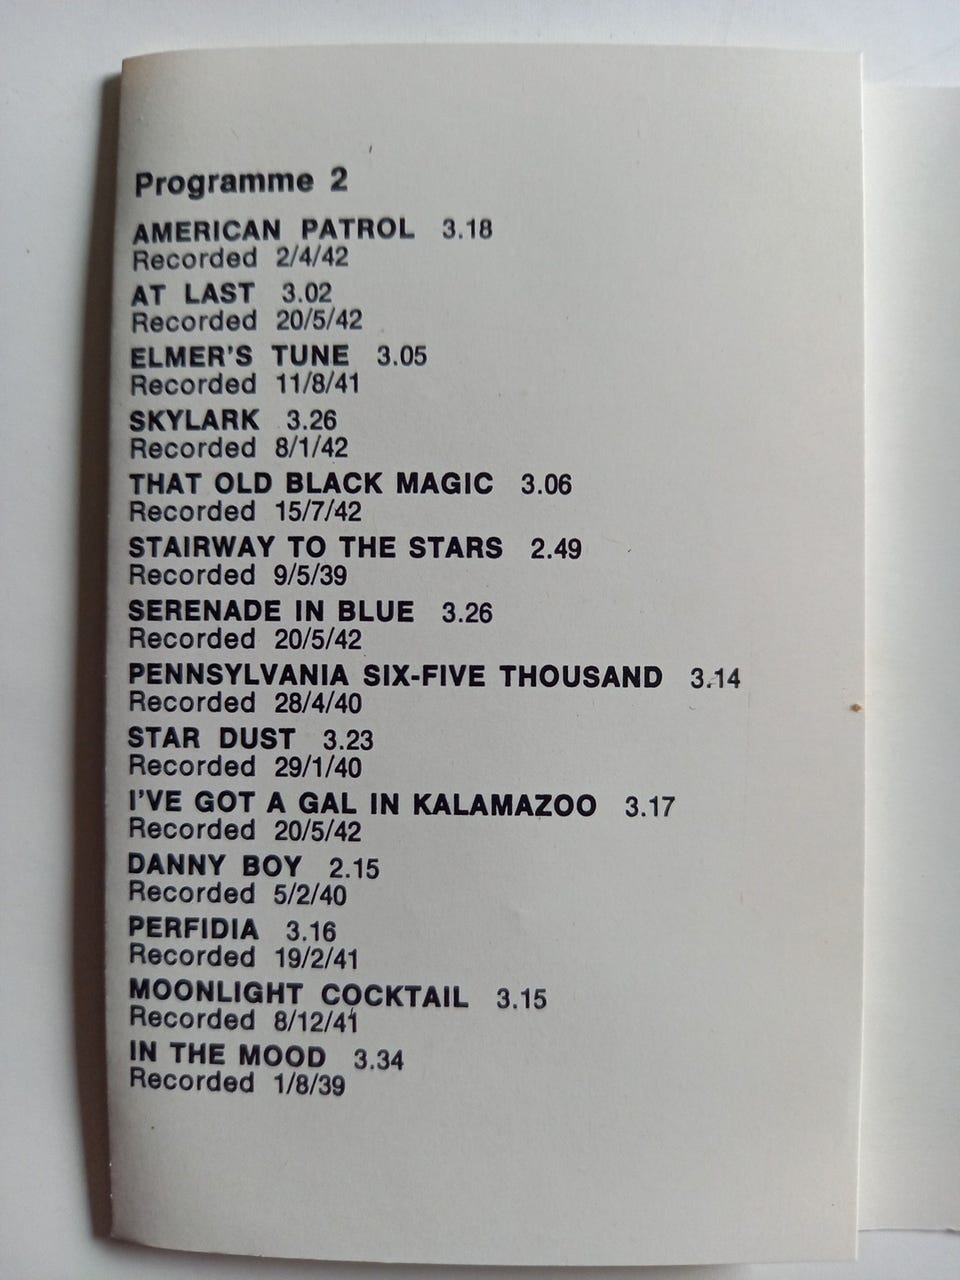 Programme 2
AMERICAN PATROL 3.18
Recorded 2/4/42
AT LAST 3.02
Recorded 20/5/42
ELMER'S TUNE 3.05
Recorded 11/8/41
SKYLARK 3.26
Recorded 8/1/42
THAT OLD BLACK MAGIC 3.06
Recorded 15/7/42
STAIRWAY TO THE STARS 2.49
Recorded 9/5/39
SERENADE IN BLUE 3.26
Recorded 20/5/42
PENNSYLVANIA SIX-FIVE THOUSAND 3.14
Recorded 28/4/40
STAR DUST 3.23
Recorded 29/1/40
I'VE GOT A GAL IN KALAMAZOO 3.17
Recorded 20/5/42
DANNY BOY 2.15
Recorded 5/2/40
PERFIDIA 3.16
Recorded 19/2/41
MOONLIGHT COCKTAIL 3.15
Recorded 8/12/41
IN THE MOOD 3.34
Recorded 1/8/39